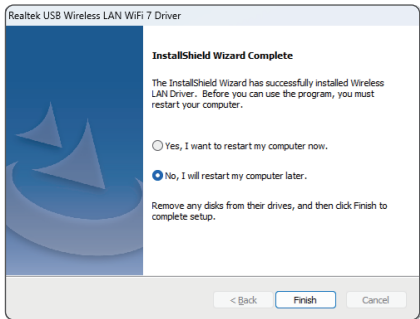 Realtek USB Wireless LAN WiFi 7 Driver
InstallShield Wizard Complete
The InstallShield Wizard has successfully installed Wireless
LAN Driver. Before you can use the program, you must
restart your computer.
Yes, I want to restart my computer now.
No, I will restart my computer later.
Remove any disks from their drives, and then click Finish to
complete setup.
< Back Finish Cancel